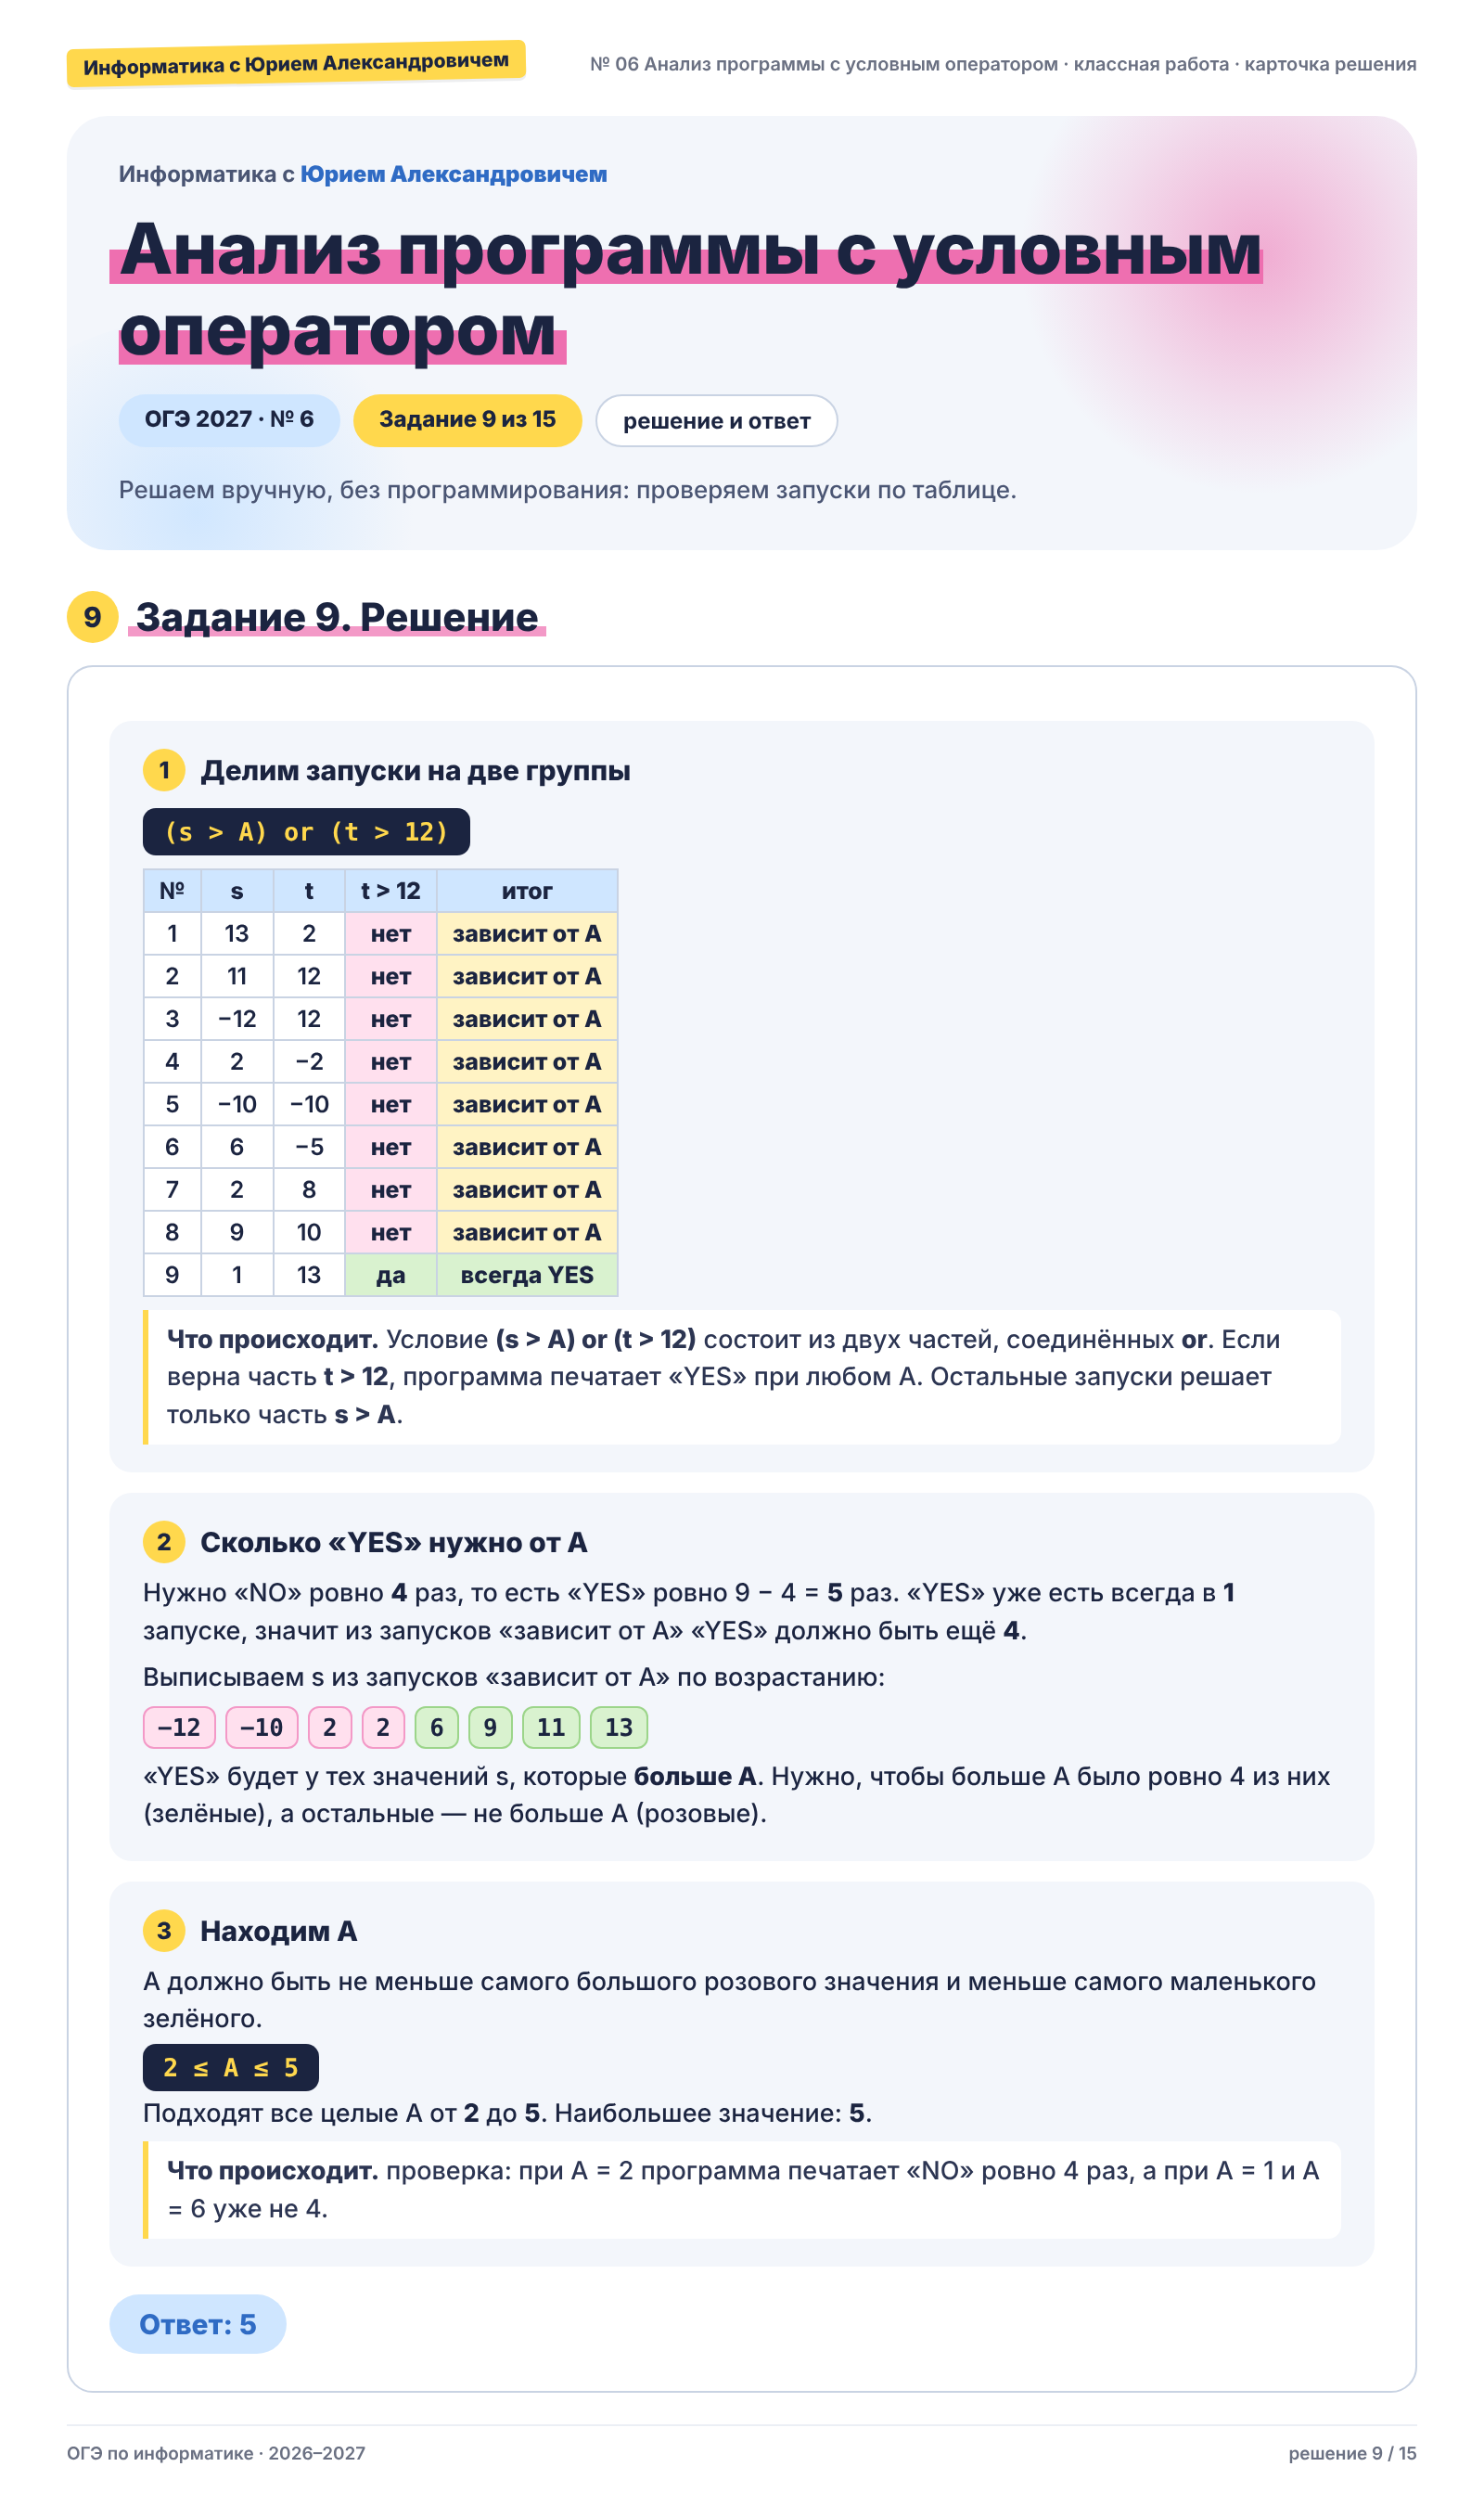 Информатика с Юрием Александровичем
№ 06 Анализ программы с условным оператором · классная работа · карточка решения
Информатика с Юрием Александровичем
Анализ программы с условным
оператором
ОГЭ 2027 · № 6
Задание 9 из 15
решение и ответ
Решаем вручную, без программирования: проверяем запуски по таблице.
9 Задание 9. Решение
1 Делим запуски на две группы
(s > A) or (t > 12)
№ s t t > 12 итог
1 13 2 нет зависит от A
2 11 12 нет зависит от A
3 −12 12 нет зависит от A
4 2 −2 нет зависит от A
5 −10 −10 нет зависит от A
6 6 −5 нет зависит от A
7 2 8 нет зависит от A
8 9 10 нет зависит от A
9 1 13 да всегда YES
Что происходит. Условие (s > A) or (t > 12) состоит из двух частей, соединённых or. Если
верна часть t > 12, программа печатает «YES» при любом A. Остальные запуски решает
только часть s > A.
2 Сколько «YES» нужно от A
Нужно «NO» ровно 4 раз, то есть «YES» ровно 9 − 4 = 5 раз. «YES» уже есть всегда в 1
запуске, значит из запусков «зависит от A» «YES» должно быть ещё 4.
Выписываем s из запусков «зависит от A» по возрастанию:
−12 −10 2 2 6 9 11 13
«YES» будет у тех значений s, которые больше A. Нужно, чтобы больше A было ровно 4 из них
(зелёные), а остальные — не больше A (розовые).
3 Находим A
A должно быть не меньше самого большого розового значения и меньше самого маленького
зелёного.
2 ≤ A ≤ 5
Подходят все целые A от 2 до 5. Наибольшее значение: 5.
Что происходит. проверка: при A = 2 программа печатает «NO» ровно 4 раз, а при A = 1 и A
= 6 уже не 4.
Ответ: 5
ОГЭ по информатике · 2026–2027
решение 9 / 15